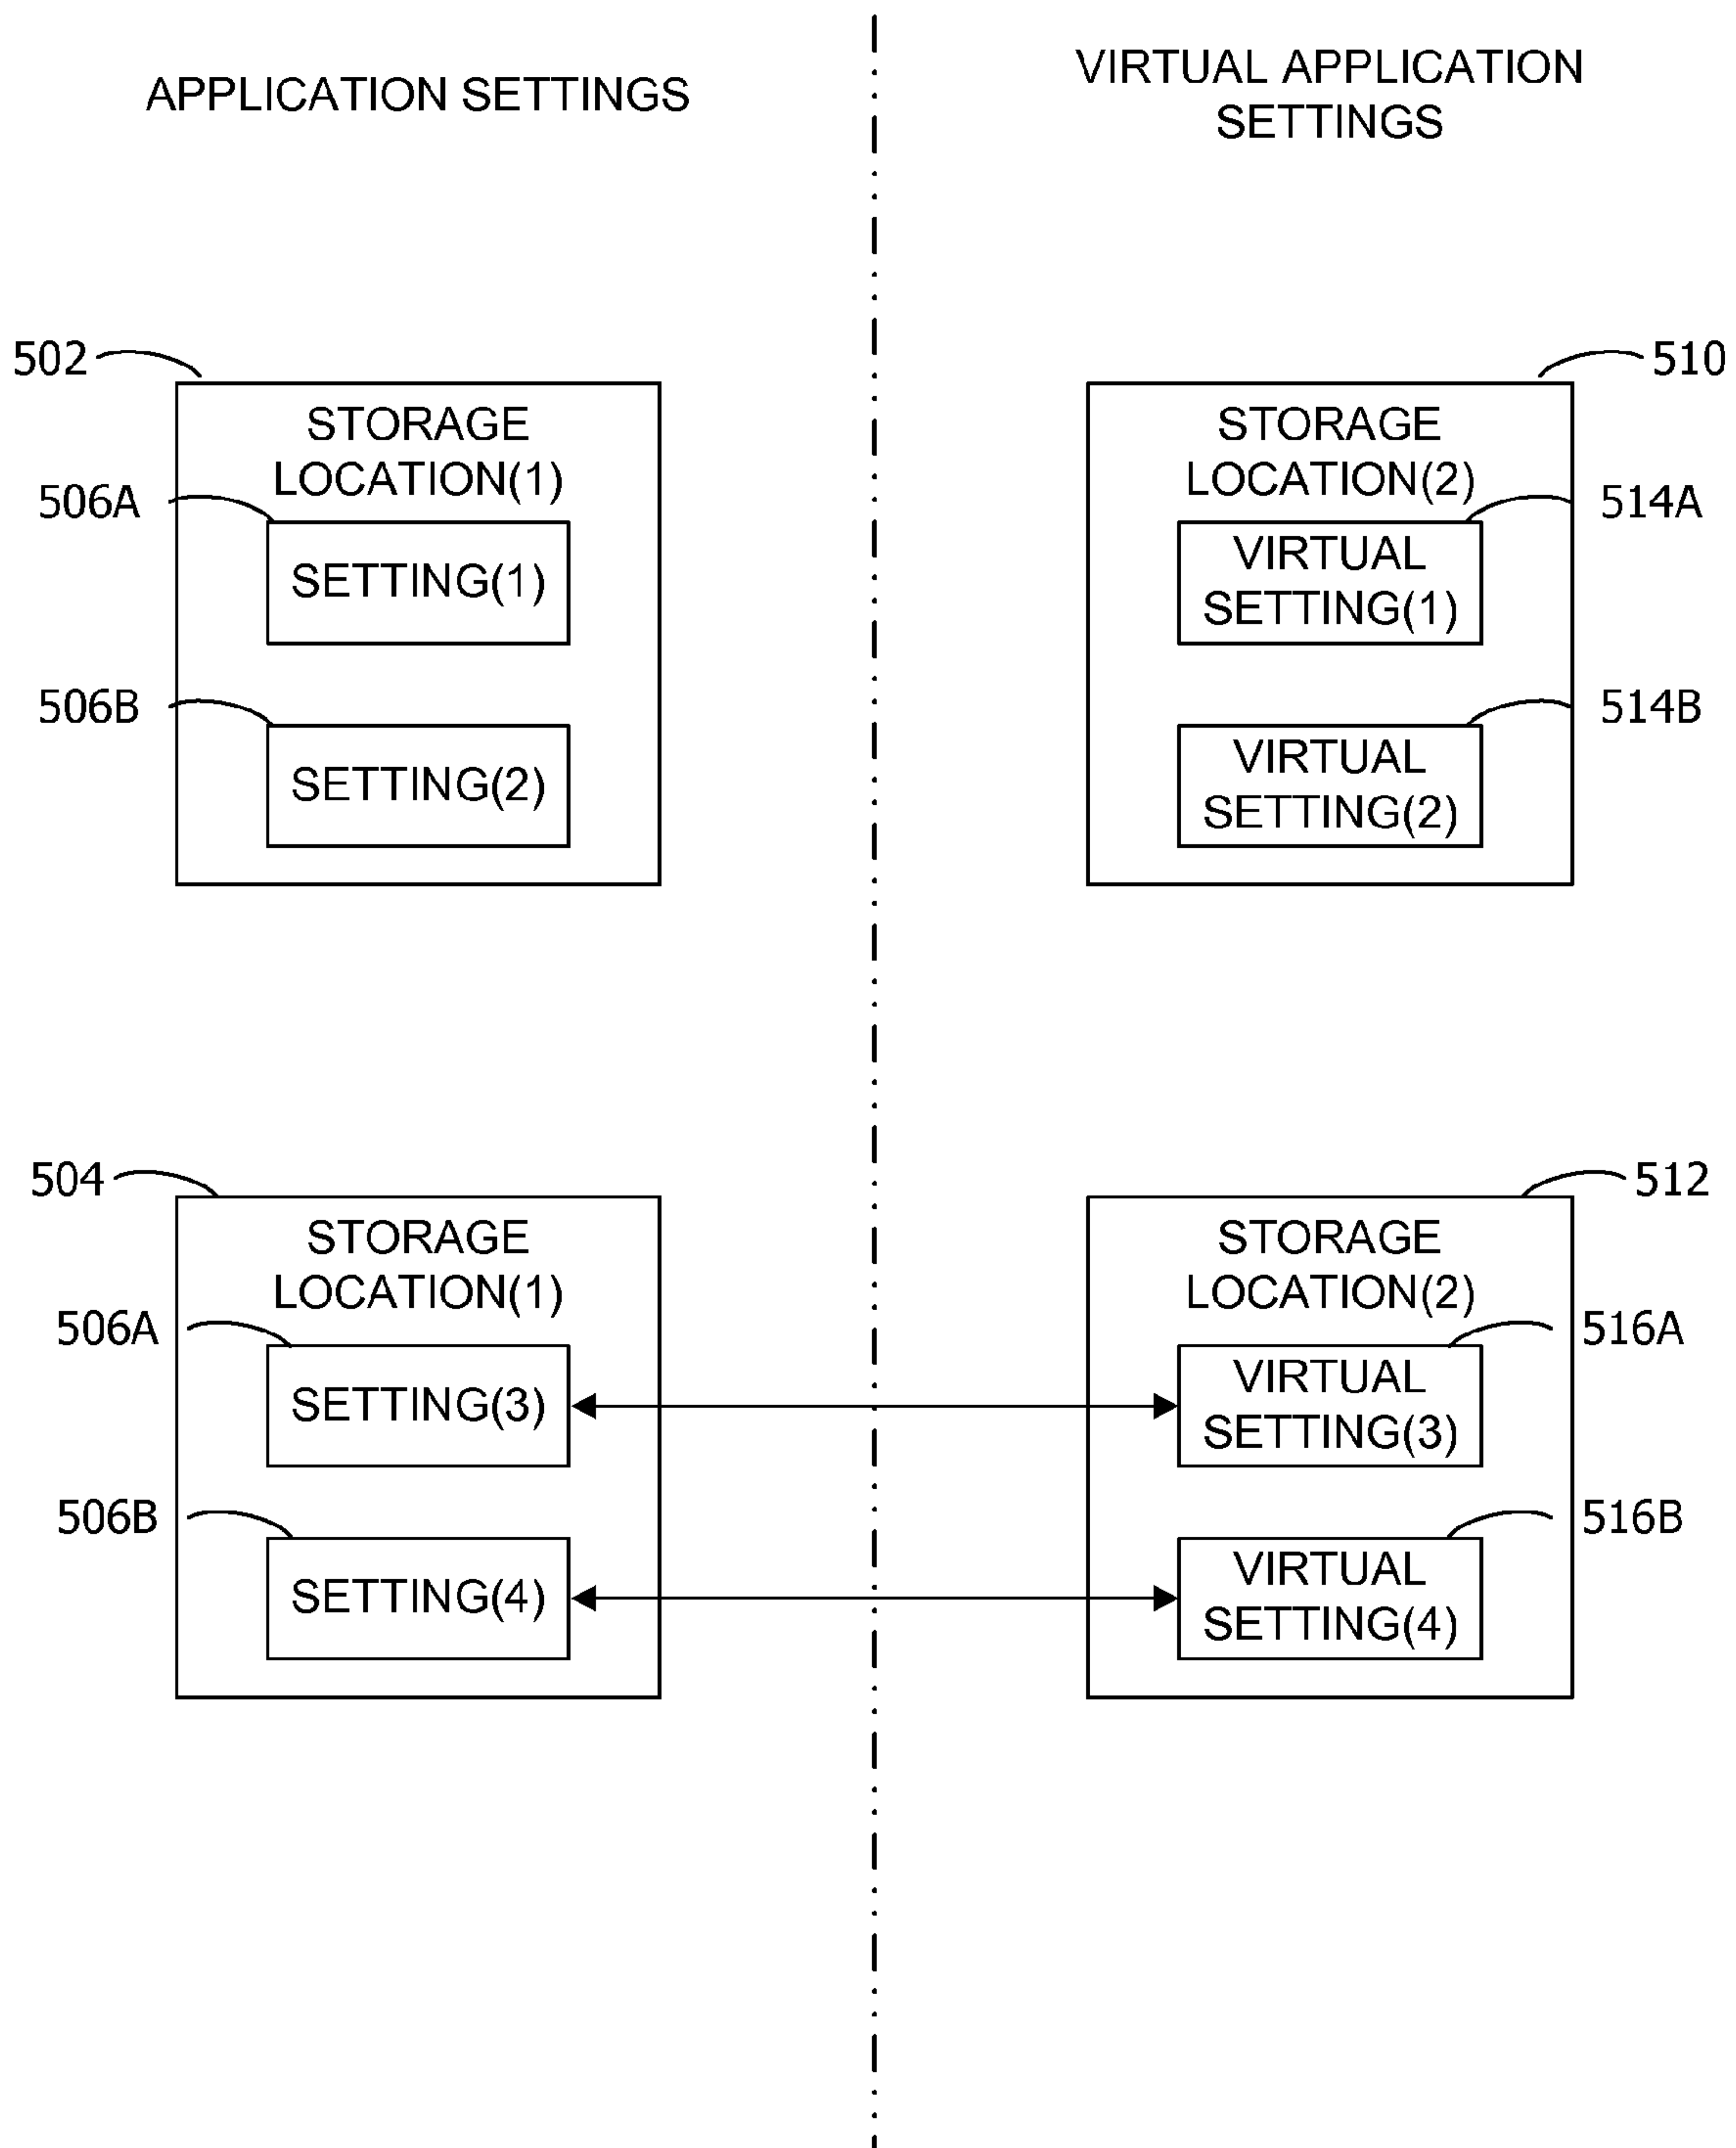 APPLICATION SETTINGS
VIRTUAL APPLICATION
SETTINGS
502
STORAGE
LOCATION(1)
506A
SETTING(1)
506B
SETTING(2)
510
STORAGE
LOCATION(2)
514A
VIRTUAL
SETTING(1)
514B
VIRTUAL
SETTING(2)
504
STORAGE
LOCATION(1)
506A
SETTING(3)
506B
SETTING(4)
512
STORAGE
LOCATION(2)
516A
VIRTUAL
SETTING(3)
516B
VIRTUAL
SETTING(4)